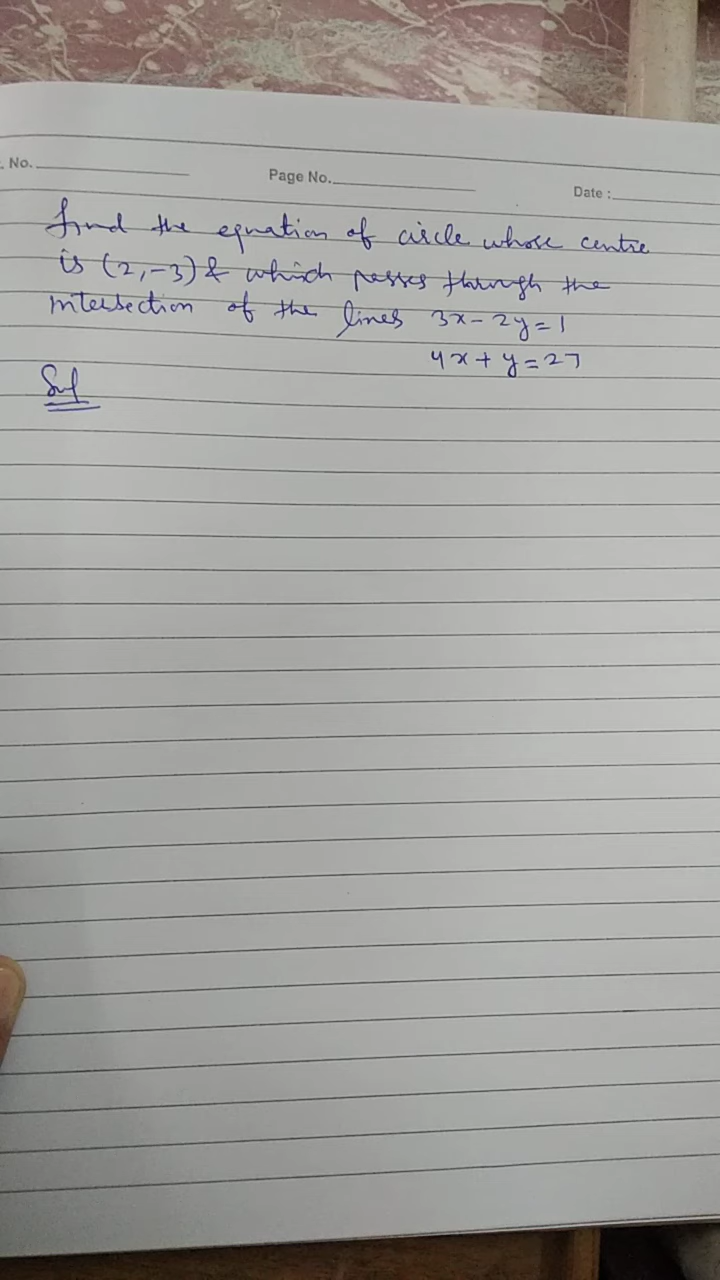 . No.
Page No.
Date :
find the equation of circle whose centre
is (2,-3) & which passes through the
intersection of the lines 3x - 2y = 1
4x + y = 27
Sol